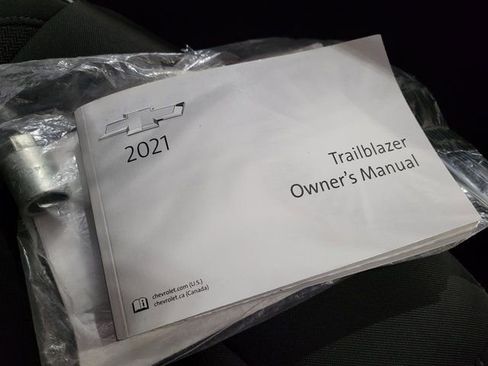 2021
Trailblazer
Owner's Manual
chevrolet.com (U.S.)
chevrolet.ca (Canada)